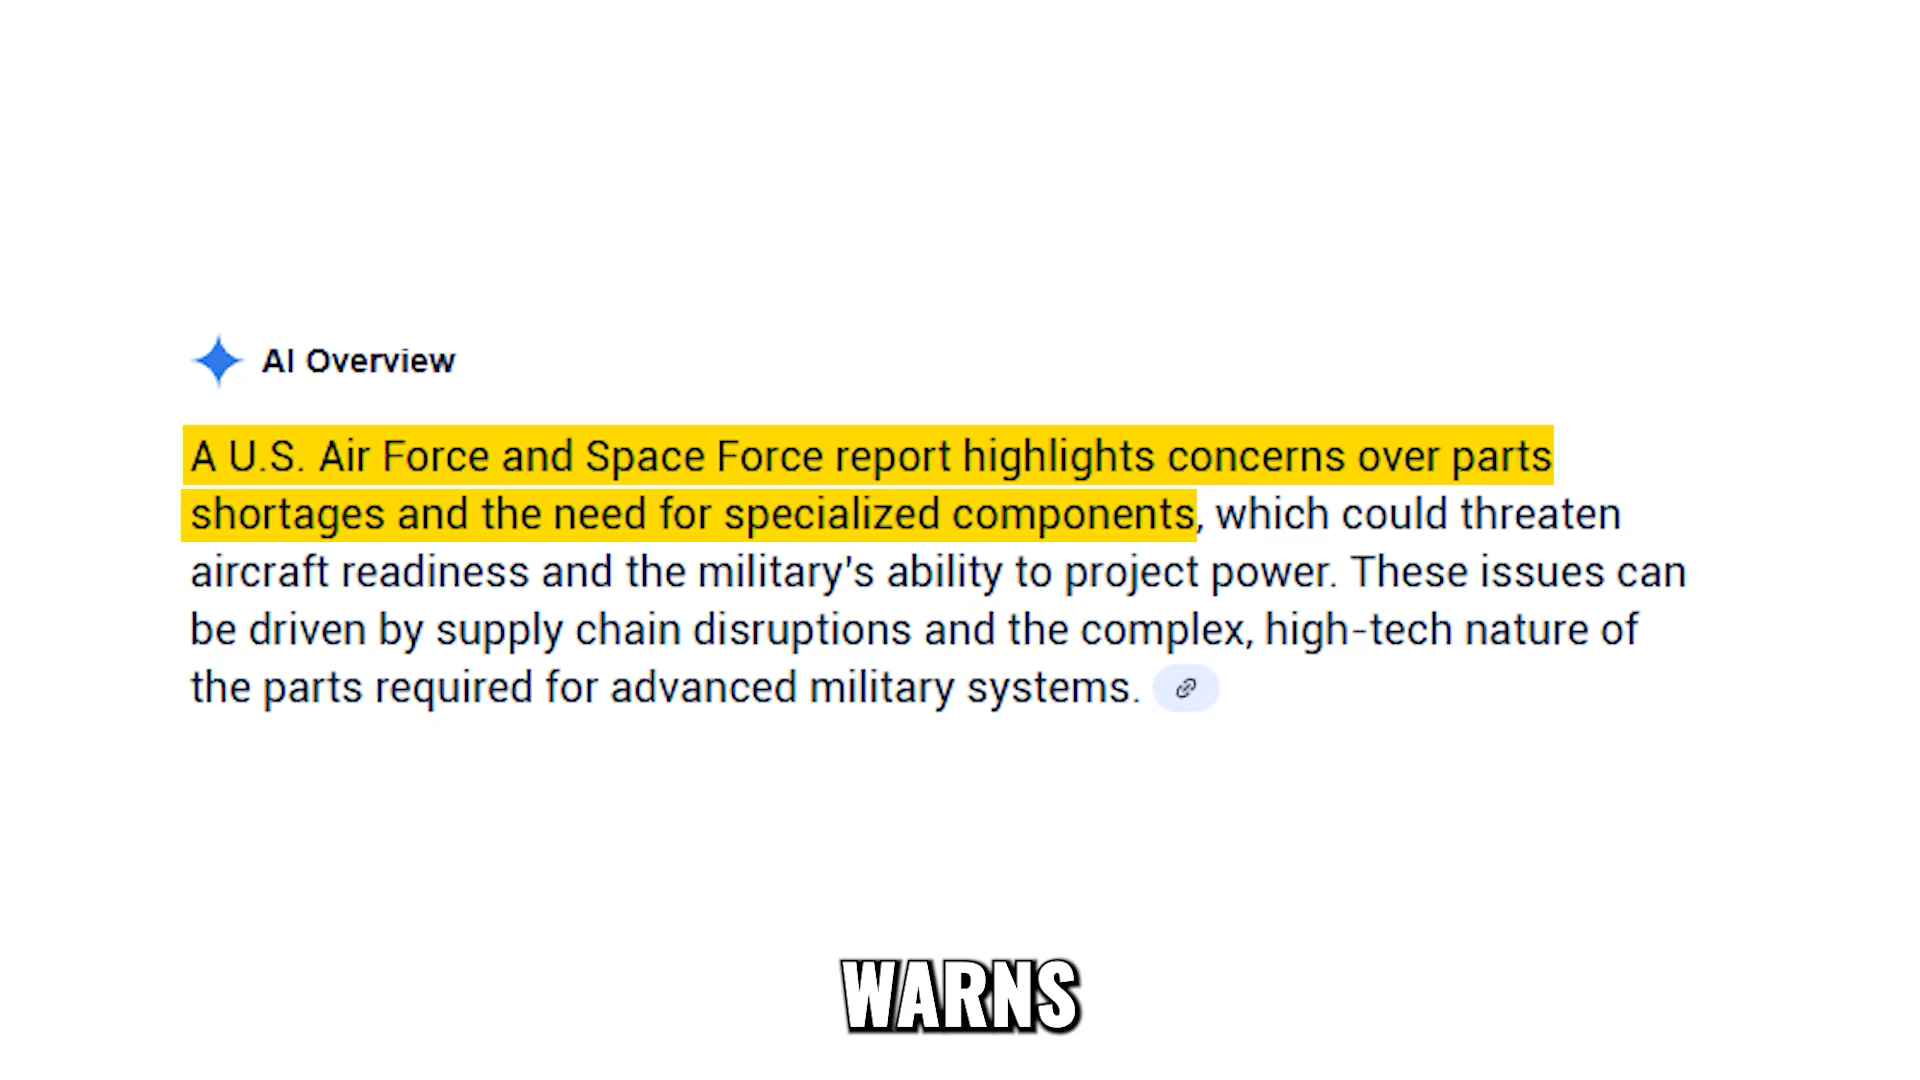 AI Overview
A U.S. Air Force and Space Force report highlights concerns over parts
shortages and the need for specialized components, which could threaten
aircraft readiness and the military's ability to project power. These issues can
be driven by supply chain disruptions and the complex, high-tech nature of
the parts required for advanced military systems.
WARNS